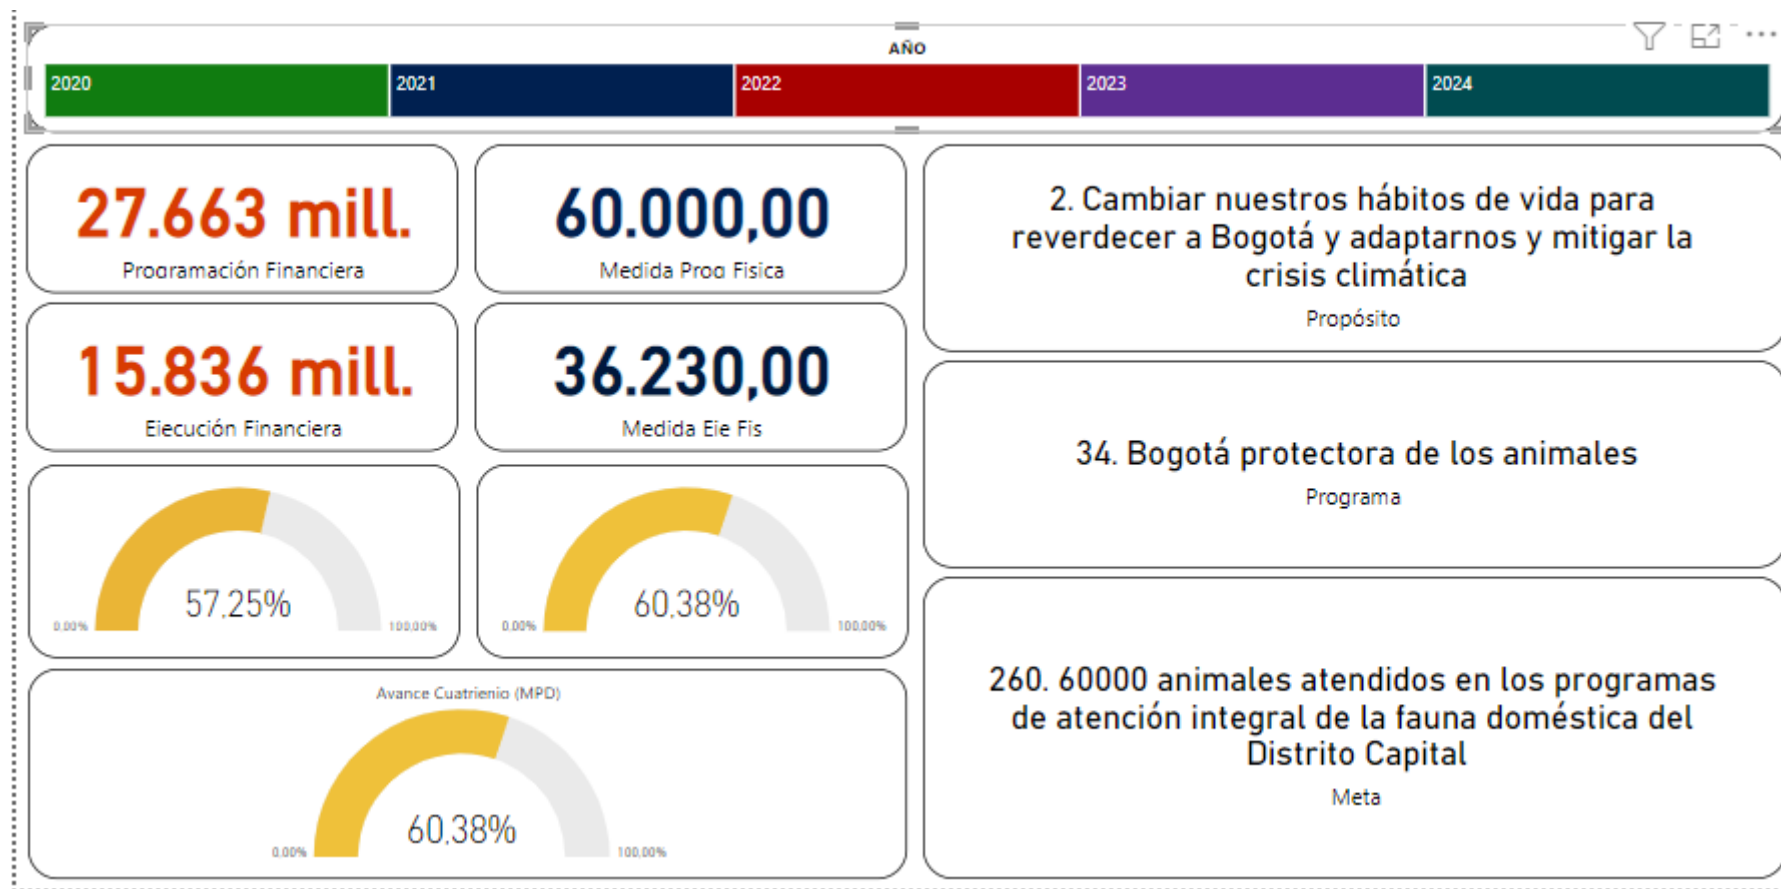 AÑO
2020
2021
2022
2023
2024
27.663 mill.
Programación Financiera
60.000,00
Medida Prog Fisica
2. Cambiar nuestros hábitos de vida para
reverdecer a Bogotá y adaptarnos y mitigar la
crisis climática
Propósito
15.836 mill.
Ejecución Financiera
36.230,00
Medida Eje Fis
34. Bogotá protectora de los animales
Programa
57,25%
0,00%
100,00%
60,38%
0,00%
100,00%
260. 60000 animales atendidos en los programas
de atención integral de la fauna doméstica del
Distrito Capital
Meta
Avance Cuatrienio (MPD)
60,38%
0,00%
100,00%